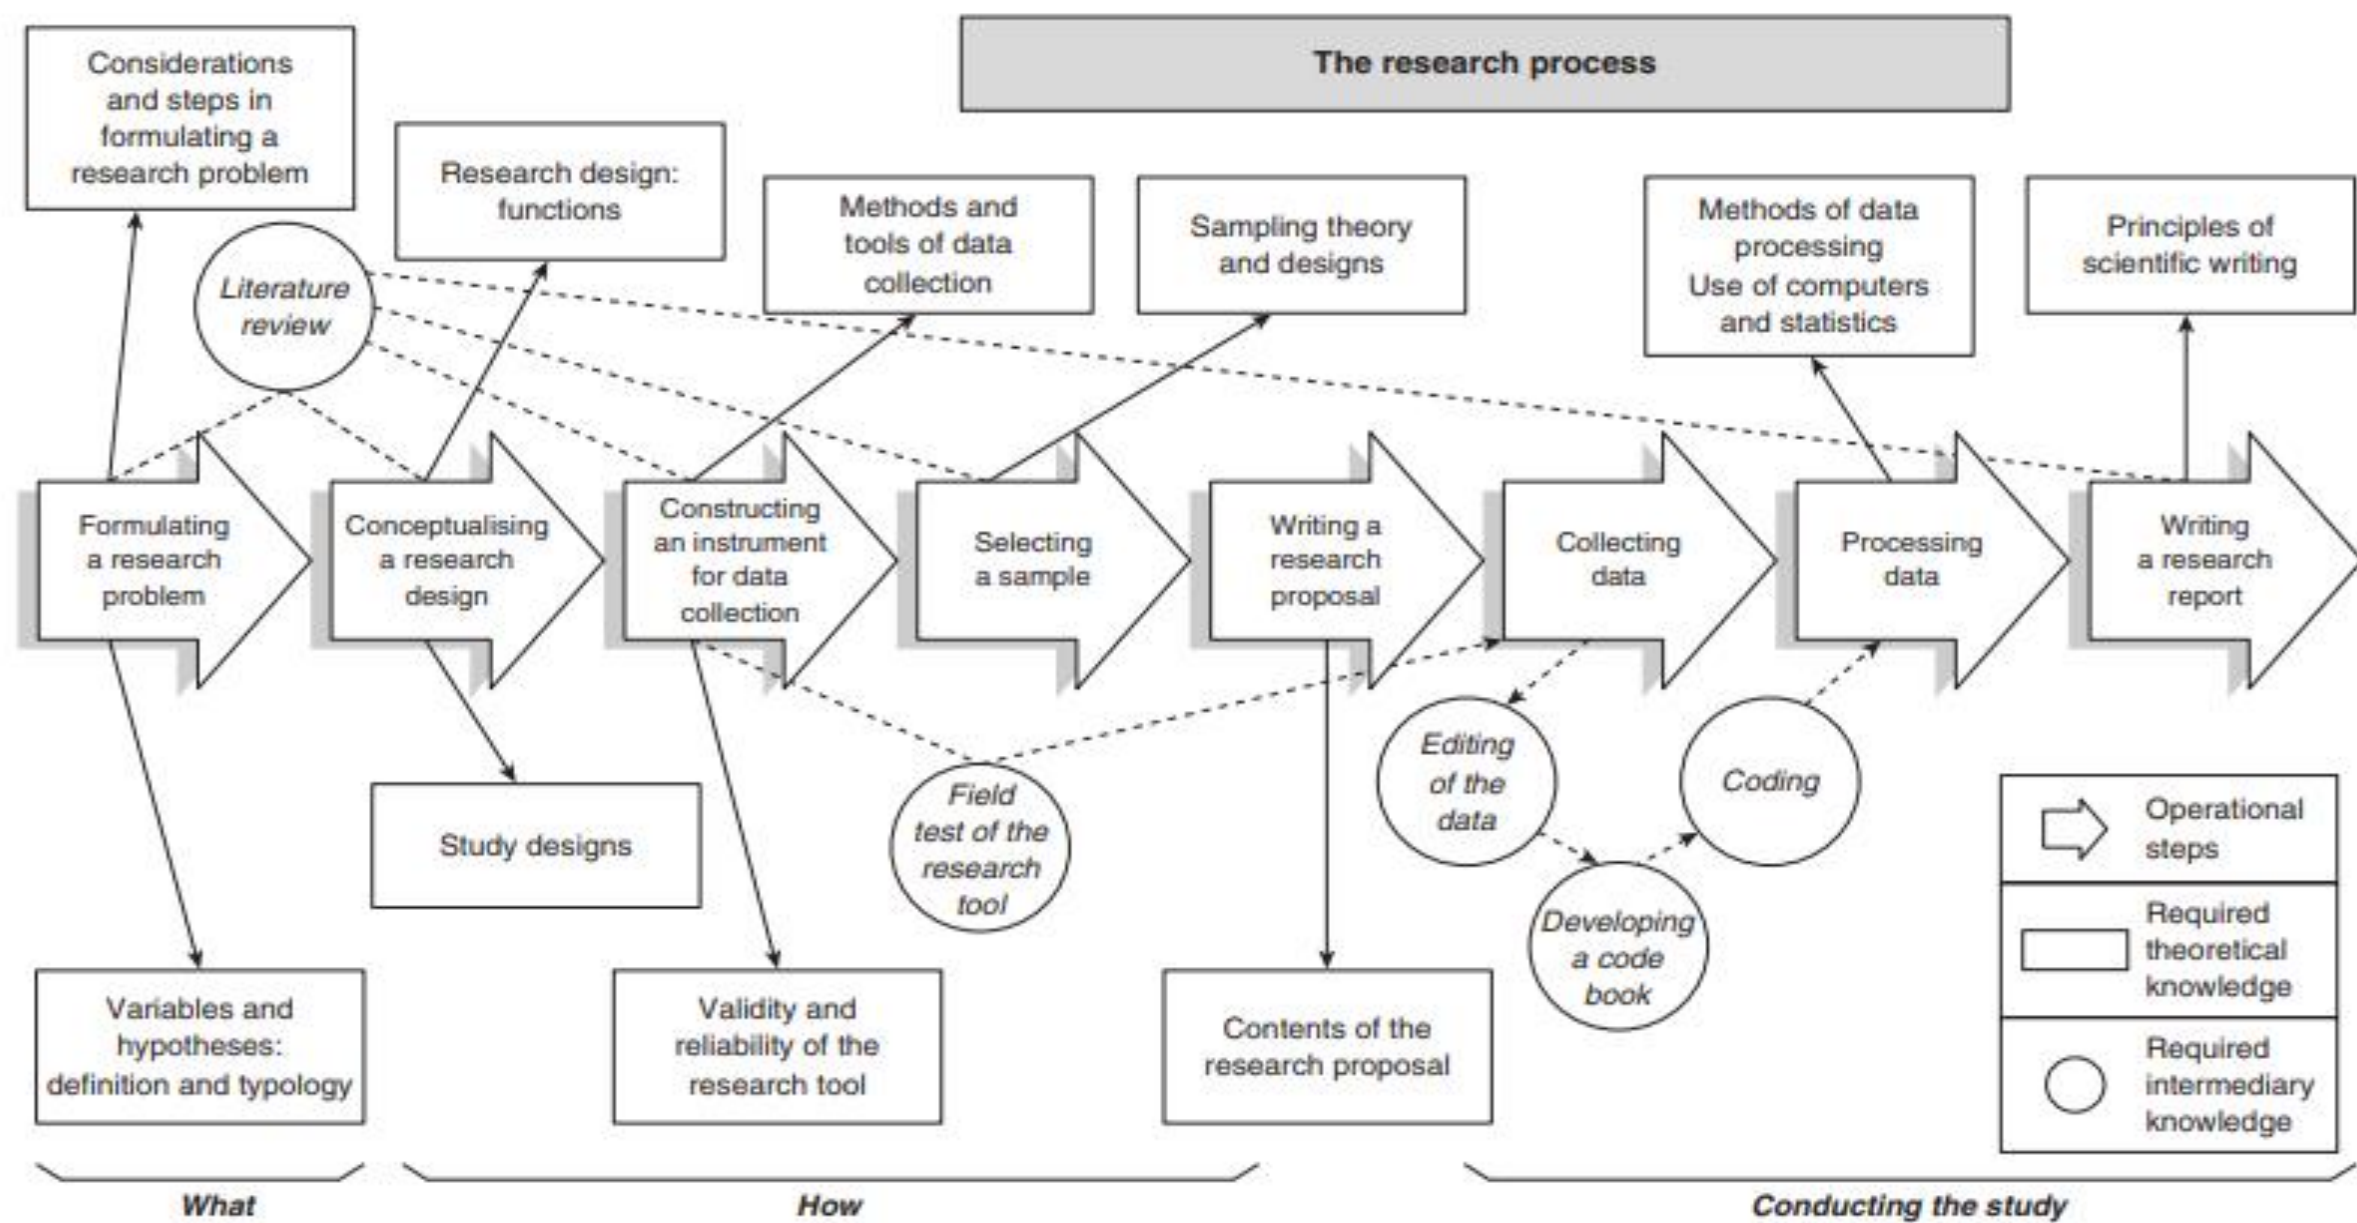 The research process
Considerations
and steps in
formulating a
research problem
Research design:
functions
Methods and
tools of data
collection
Sampling theory
and designs
Methods of data
processing
Use of computers
and statistics
Principles of
scientific writing
Literature
review
Formulating
a research
problem
Conceptualising
a research
design
Constructing
an instrument
for data
collection
Selecting
a sample
Writing a
research
proposal
Collecting
data
Processing
data
Writing
a research
report
Study designs
Field
test of the
research
tool
Editing
of the
data
Developing
a code
book
Coding
Variables and
hypotheses:
definition and typology
Validity and
reliability of the
research tool
Contents of the
research proposal
Operational
steps
Required
theoretical
knowledge
Required
intermediary
knowledge
What
How
Conducting the study